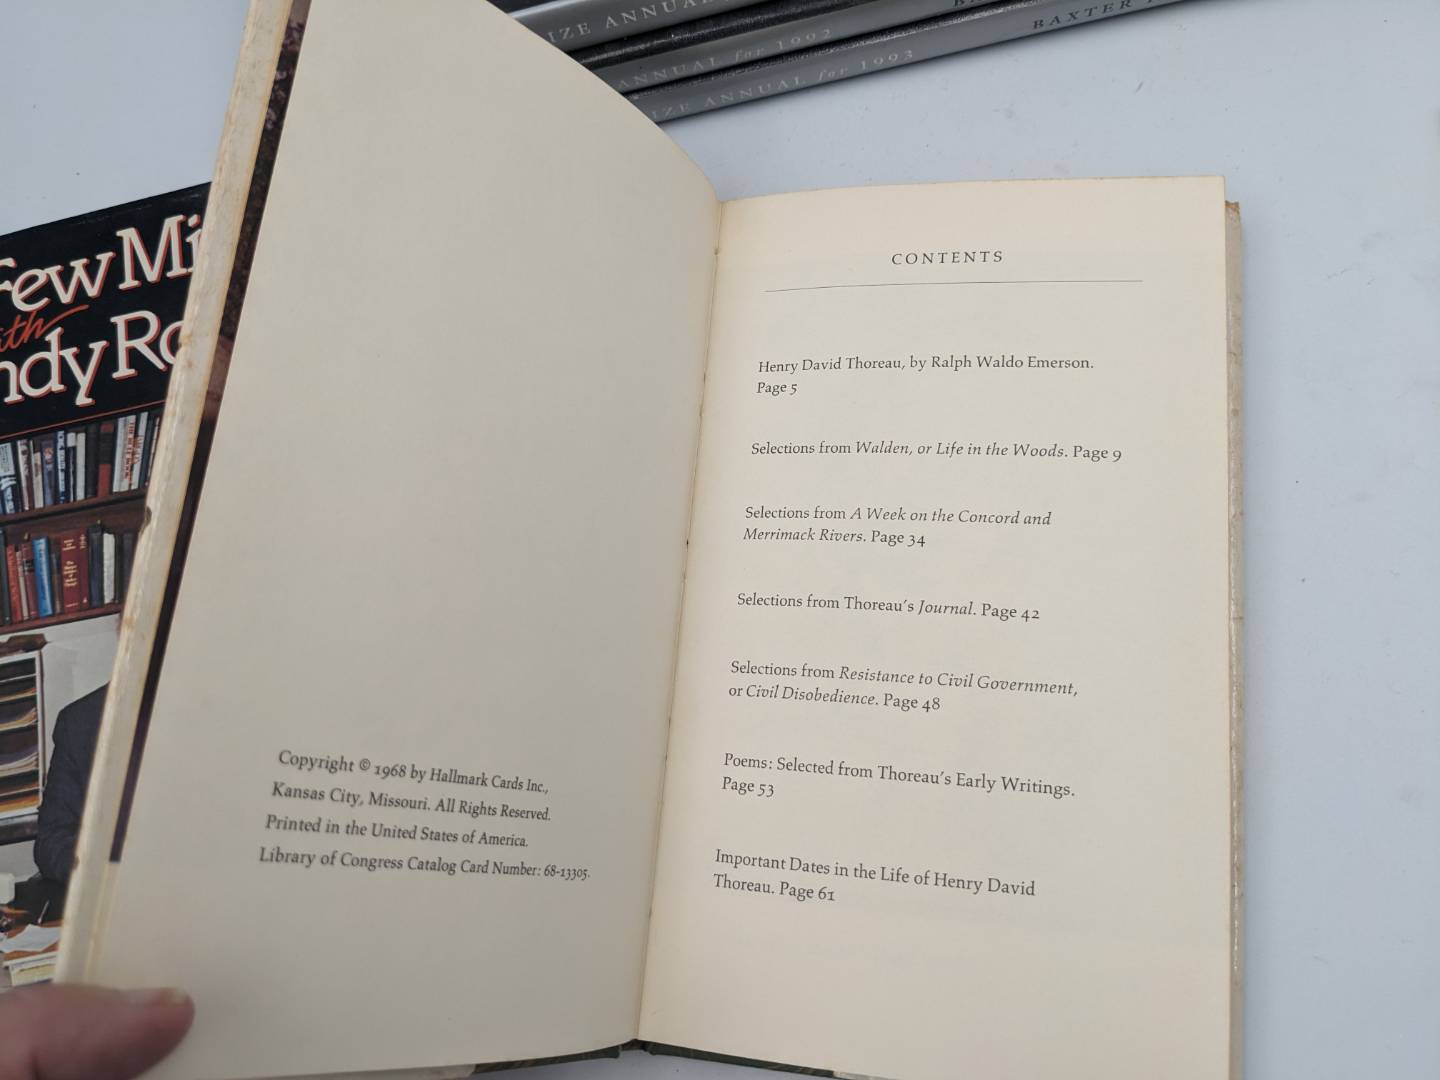 IZE ANNUAL
ANNUAL for 1992
IZE ANNUAL for 1993
BAXTER
Few Mi
ith
ndy Ro
Copyright © 1968 by Hallmark Cards Inc.,
Kansas City, Missouri. All Rights Reserved.
Printed in the United States of America.
Library of Congress Catalog Card Number: 68-13305.
CONTENTS
Henry David Thoreau, by Ralph Waldo Emerson.
Page 5
Selections from Walden, or Life in the Woods. Page 9
Selections from A Week on the Concord and
Merrimack Rivers. Page 34
Selections from Thoreau's Journal. Page 42
Selections from Resistance to Civil Government,
or Civil Disobedience. Page 48
Poems: Selected from Thoreau's Early Writings.
Page 53
Important Dates in the Life of Henry David
Thoreau. Page 61